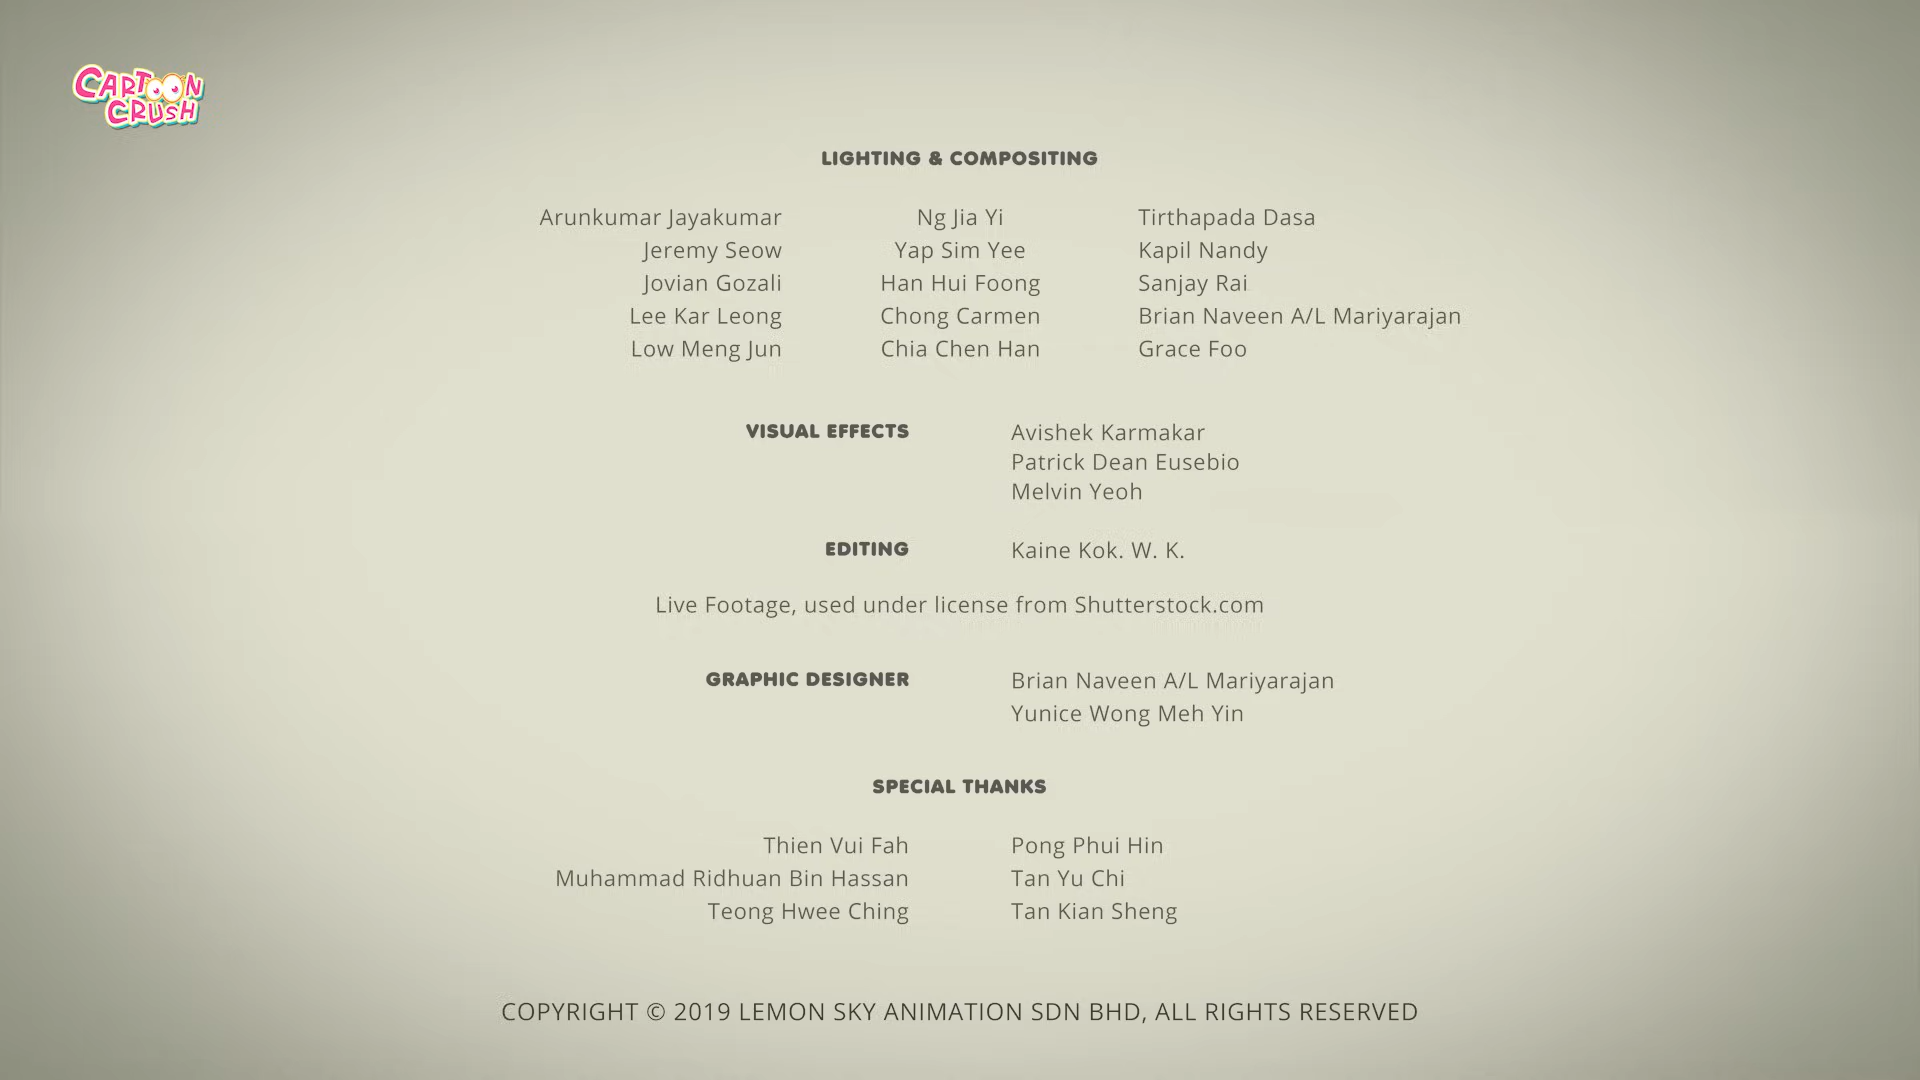 CARTOON
CRUSH
LIGHTING & COMPOSITING
Arunkumar Jayakumar Ng Jia Yi Tirthapada Dasa
Jeremy Seow Yap Sim Yee Kapil Nandy
Jovian Gozali Han Hui Foong Sanjay Rai
Lee Kar Leong Chong Carmen Brian Naveen A/L Mariyarajan
Low Meng Jun Chia Chen Han Grace Foo
VISUAL EFFECTS Avishek Karmakar
Patrick Dean Eusebio
Melvin Yeoh
EDITING Kaine Kok. W. K.
Live Footage, used under license from Shutterstock.com
GRAPHIC DESIGNER Brian Naveen A/L Mariyarajan
Yunice Wong Meh Yin
SPECIAL THANKS
Thien Vui Fah Pong Phui Hin
Muhammad Ridhuan Bin Hassan Tan Yu Chi
Teong Hwee Ching Tan Kian Sheng
COPYRIGHT © 2019 LEMON SKY ANIMATION SDN BHD, ALL RIGHTS RESERVED